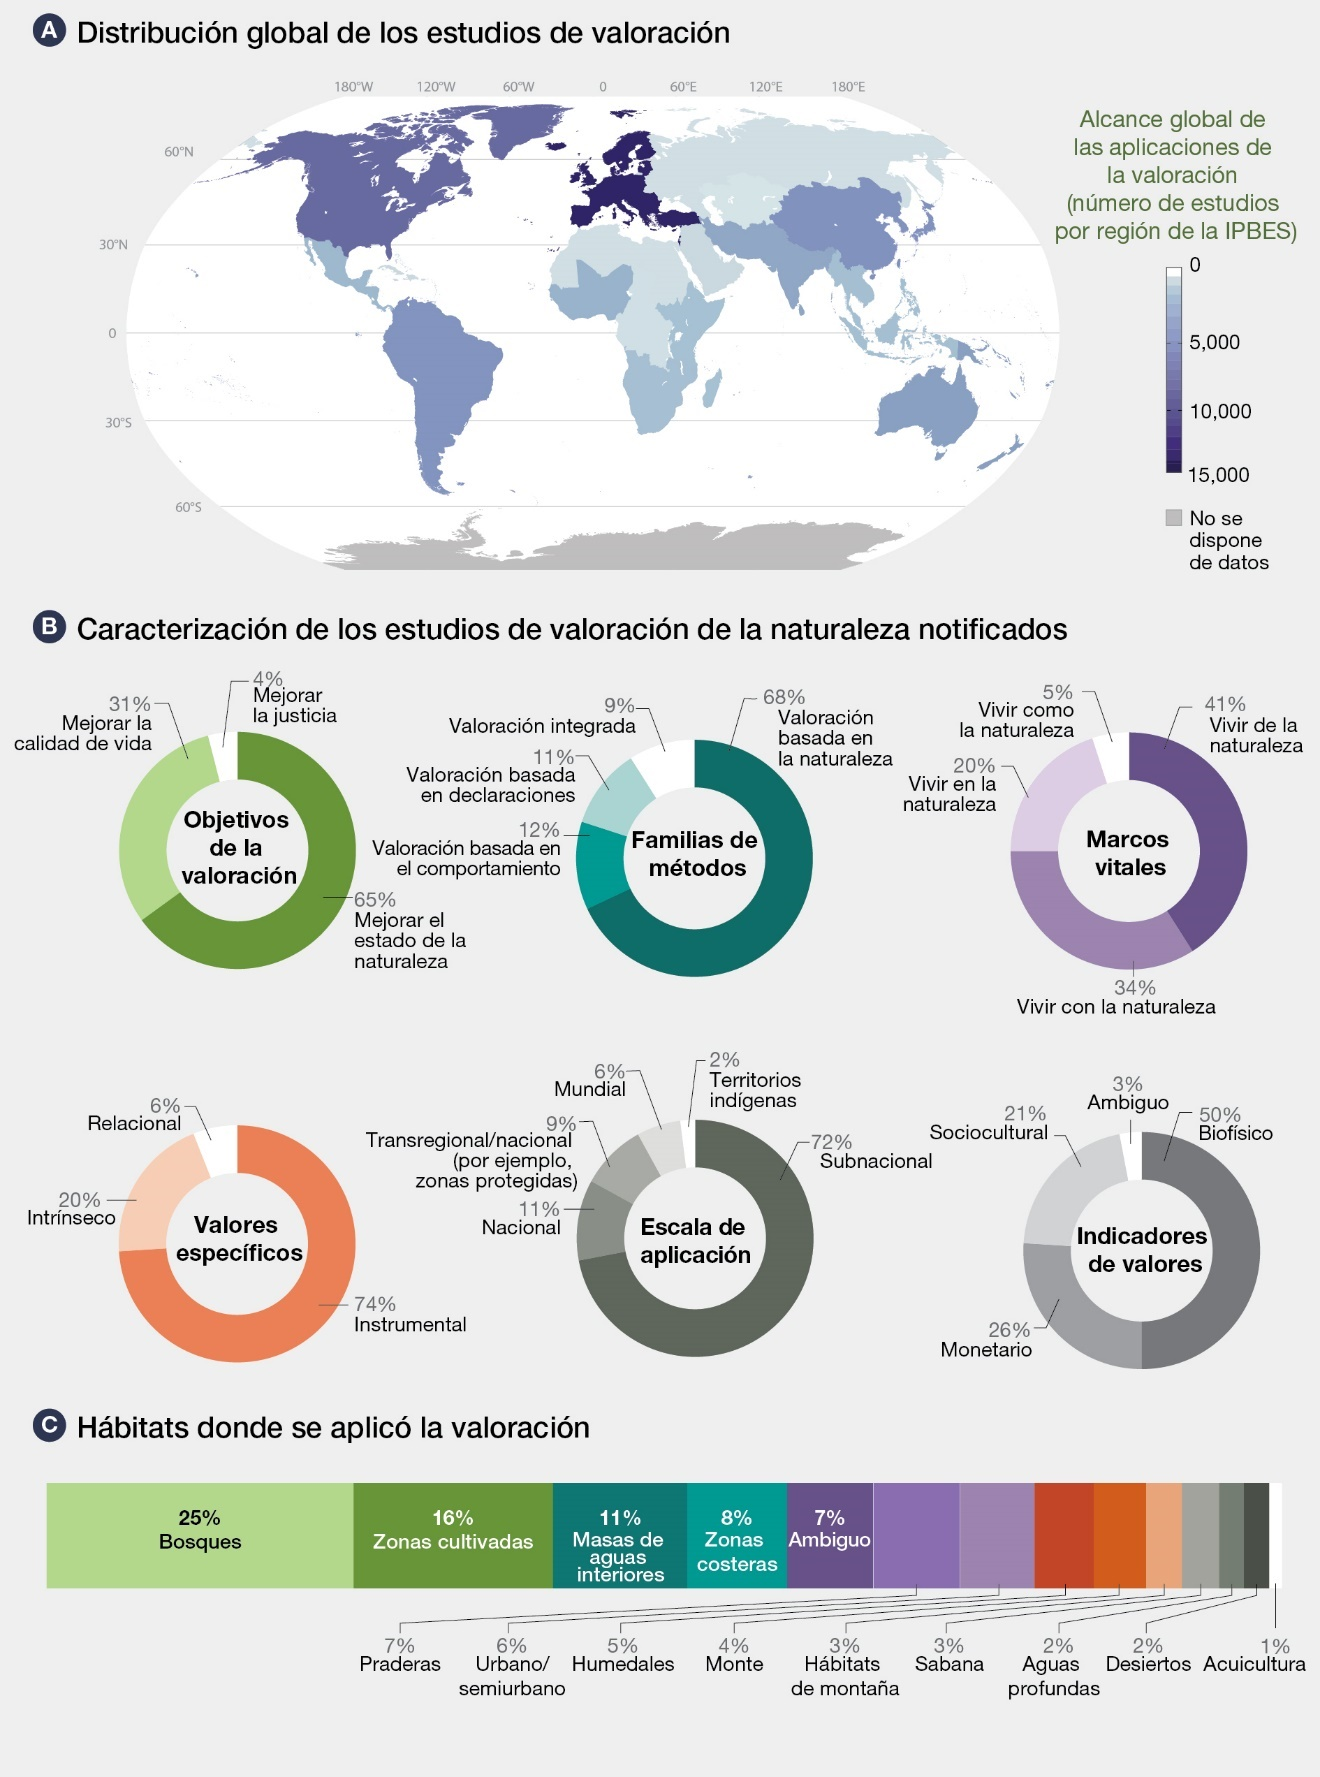 A Distribución global de los estudios de valoración
180°W 120°W 60°W 0 60°E 120°E 180°E
60°N
30°N
0
30°S
60°S
Alcance global de
las aplicaciones de
la valoración
(número de estudios
por región de la IPBES)
0
5,000
10,000
15,000
No se
dispone
de datos
B Caracterización de los estudios de valoración de la naturaleza notificados
4%
Mejorar
la justicia
31%
Mejorar la
calidad de vida
Objetivos
de la
valoración
65%
Mejorar el
estado de la
naturaleza
9%
Valoración integrada
68%
Valoración
basada en
la naturaleza
11%
Valoración basada
en declaraciones
12%
Valoración basada en
el comportamiento
Familias de
métodos
5%
Vivir como
la naturaleza
41%
Vivir de la
naturaleza
20%
Vivir en la
naturaleza
Marcos
vitales
34%
Vivir con la naturaleza
6%
Relacional
20%
Intrínseco
Valores
específicos
74%
Instrumental
6%
Mundial
2%
Territorios
indígenas
9%
Transregional/nacional
(por ejemplo,
zonas protegidas)
72%
Subnacional
11%
Nacional
Escala de
aplicación
3%
Ambiguo
21%
Sociocultural
50%
Biofísico
Indicadores
de valores
26%
Monetario
C Hábitats donde se aplicó la valoración
25%
Bosques
16%
Zonas cultivadas
11%
Masas de
aguas
interiores
8%
Zonas
costeras
7%
Ambiguo
7%
Praderas
6%
Urbano/
semiurbano
5%
Humedales
4%
Monte
3%
Hábitats
de montaña
3%
Sabana
2%
Aguas
profundas
2%
Desiertos
1%
Acuicultura